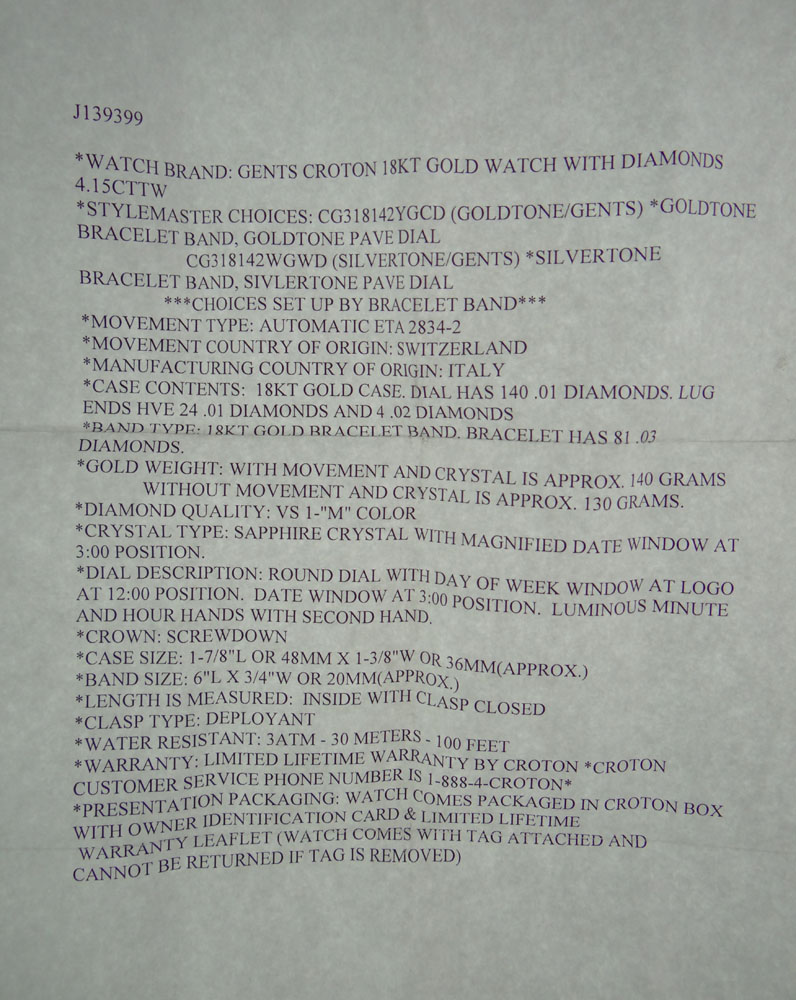 J139399
*WATCH BRAND: GENTS CROTON 18KT GOLD WATCH WITH DIAMONDS
4.15CTTW
*STYLEMASTER CHOICES: CG318142YGCD (GOLDTONE/GENTS) *GOLDTONE
BRACELET BAND, GOLDTONE PAVE DIAL
CG318142WGWD (SILVERTONE/GENTS) *SILVERTONE
BRACELET BAND, SIVLERTONE PAVE DIAL
***CHOICES SET UP BY BRACELET BAND***
*MOVEMENT TYPE: AUTOMATIC ETA 2834-2
*MOVEMENT COUNTRY OF ORIGIN: SWITZERLAND
*MANUFACTURING COUNTRY OF ORIGIN: ITALY
*CASE CONTENTS: 18KT GOLD CASE. DIAL HAS 140 .01 DIAMONDS. LUG
ENDS HVE 24 .01 DIAMONDS AND 4 .02 DIAMONDS
*BAND TYPE: 18KT GOLD BRACELET BAND. BRACELET HAS 81 .03
DIAMONDS.
*GOLD WEIGHT: WITH MOVEMENT AND CRYSTAL IS APPROX. 140 GRAMS
WITHOUT MOVEMENT AND CRYSTAL IS APPROX. 130 GRAMS.
*DIAMOND QUALITY: VS 1-"M" COLOR
*CRYSTAL TYPE: SAPPHIRE CRYSTAL WITH MAGNIFIED DATE WINDOW AT
3:00 POSITION.
*DIAL DESCRIPTION: ROUND DIAL WITH DAY OF WEEK WINDOW AT LOGO
AT 12:00 POSITION. DATE WINDOW AT 3:00 POSITION. LUMINOUS MINUTE
AND HOUR HANDS WITH SECOND HAND.
*CROWN: SCREWDOWN
*CASE SIZE: 1-7/8"L OR 48MM X 1-3/8"W OR 36MM(APPROX.)
*BAND SIZE: 6"L X 3/4"W OR 20MM(APPROX.)
*LENGTH IS MEASURED: INSIDE WITH CLASP CLOSED
*CLASP TYPE: DEPLOYANT
*WATER RESISTANT: 3ATM - 30 METERS - 100 FEET
*WARRANTY: LIMITED LIFETIME WARRANTY BY CROTON *CROTON
CUSTOMER SERVICE PHONE NUMBER IS 1-888-4-CROTON*
*PRESENTATION PACKAGING: WATCH COMES PACKAGED IN CROTON BOX
WITH OWNER IDENTIFICATION CARD & LIMITED LIFETIME
WARRANTY LEAFLET (WATCH COMES WITH TAG ATTACHED AND
CANNOT BE RETURNED IF TAG IS REMOVED)